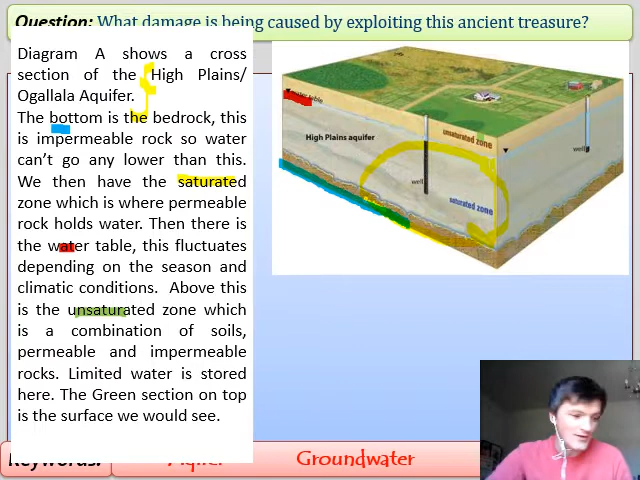 Question: What damage is being caused by exploiting this ancient treasure?
Diagram A shows a cross
section of the High Plains/
Ogallala Aquifer.
The bottom is the bedrock, this
is impermeable rock so water
can't go any lower than this.
We then have the saturated
zone which is where permeable
rock holds water. Then there is
the water table, this fluctuates
depending on the season and
climatic conditions. Above this
is the unsaturated zone which
is a combination of soils,
permeable and impermeable
rocks. Limited water is stored
here. The Green section on top
is the surface we would see.
water table
unsaturated zone
High Plains aquifer
well
well
saturated zone
Keywords: Aquifer Groundwater